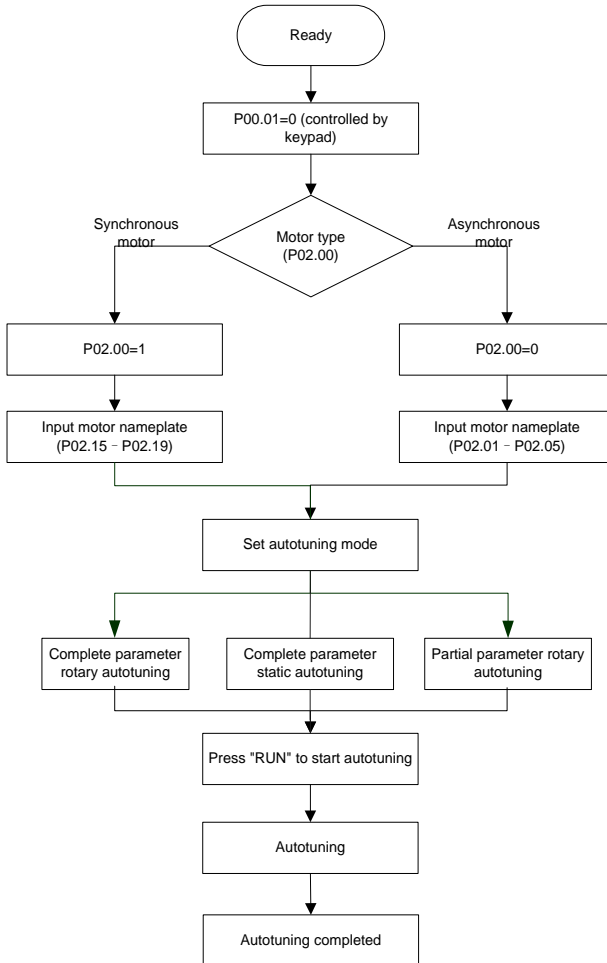 Ready
P00.01=0 (controlled by
keypad)
Synchronous
motor
Motor type
(P02.00)
Asynchronous
motor
P02.00=1
P02.00=0
Input motor nameplate
(P02.15 - P02.19)
Input motor nameplate
(P02.01 - P02.05)
Set autotuning mode
Complete parameter
rotary autotuning
Complete parameter
static autotuning
Partial parameter rotary
autotuning
Press "RUN" to start autotuning
Autotuning
Autotuning completed